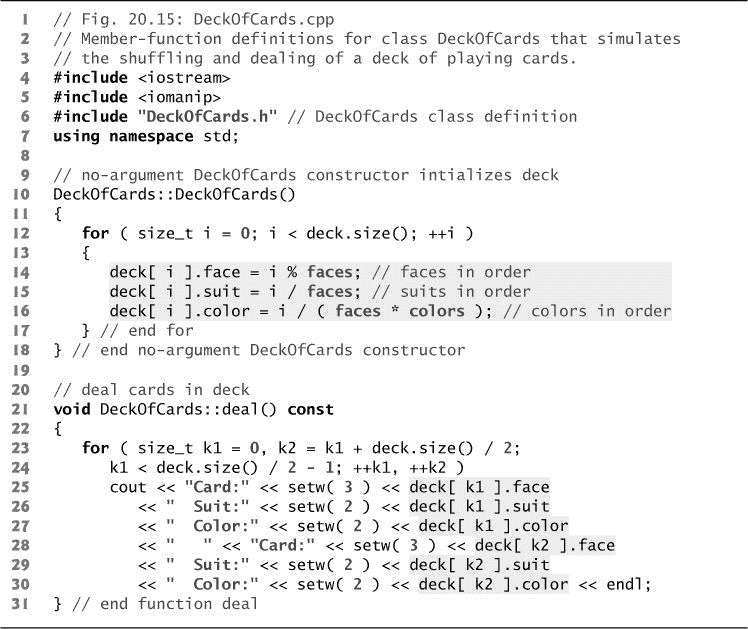 1 // Fig. 20.15: DeckOfCards.cpp
2 // Member-function definitions for class DeckOfCards that simulates
3 // the shuffling and dealing of a deck of playing cards.
4 #include <iostream>
5 #include <iomanip>
6 #include "DeckOfCards.h" // DeckOfCards class definition
7 using namespace std;
8
9 // no-argument DeckOfCards constructor intializes deck
10 DeckOfCards::DeckOfCards()
11 {
12    for ( size_t i = 0; i < deck.size(); ++i )
13    {
14       deck[ i ].face = i % faces; // faces in order
15       deck[ i ].suit = i / faces; // suits in order
16       deck[ i ].color = i / ( faces * colors ); // colors in order
17    } // end for
18 } // end no-argument DeckOfCards constructor
19
20 // deal cards in deck
21 void DeckOfCards::deal() const
22 {
23    for ( size_t k1 = 0, k2 = k1 + deck.size() / 2;
24       k1 < deck.size() / 2 - 1; ++k1, ++k2 )
25       cout << "Card:" << setw( 3 ) << deck[ k1 ].face
26          << "  Suit:" << setw( 2 ) << deck[ k1 ].suit
27          << "  Color:" << setw( 2 ) << deck[ k1 ].color
28          << "   " << "Card:" << setw( 3 ) << deck[ k2 ].face
29          << "  Suit:" << setw( 2 ) << deck[ k2 ].suit
30          << "  Color:" << setw( 2 ) << deck[ k2 ].color << endl;
31 } // end function deal